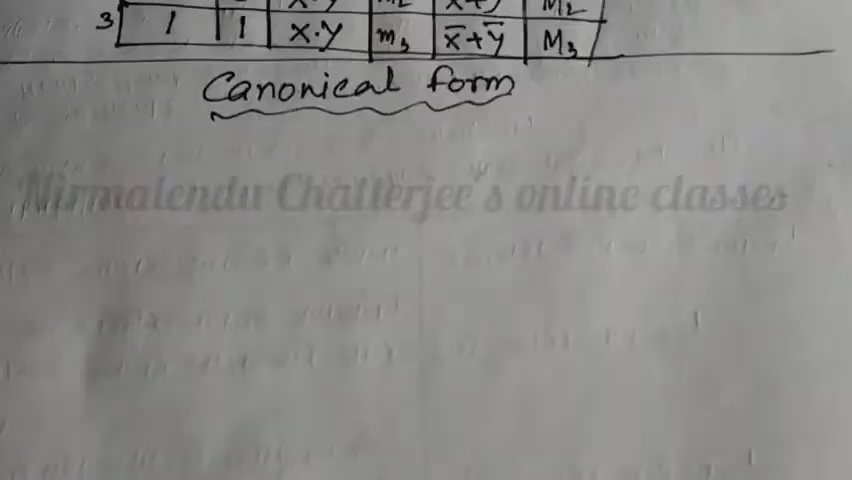 3 1 1 X.Y m3 x̅+y̅ M3
Canonical form
Nirmalendu Chatterjee's online classes